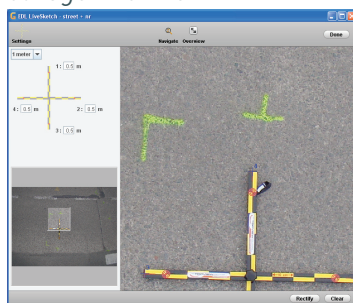 IDL LiveSketch - street + nr
Settings
Navigate Overview
Done
1 meter
1: 0.5 m
4: 0.5 m 2: 0.5 m
3: 0.5 m
Rectify Clear